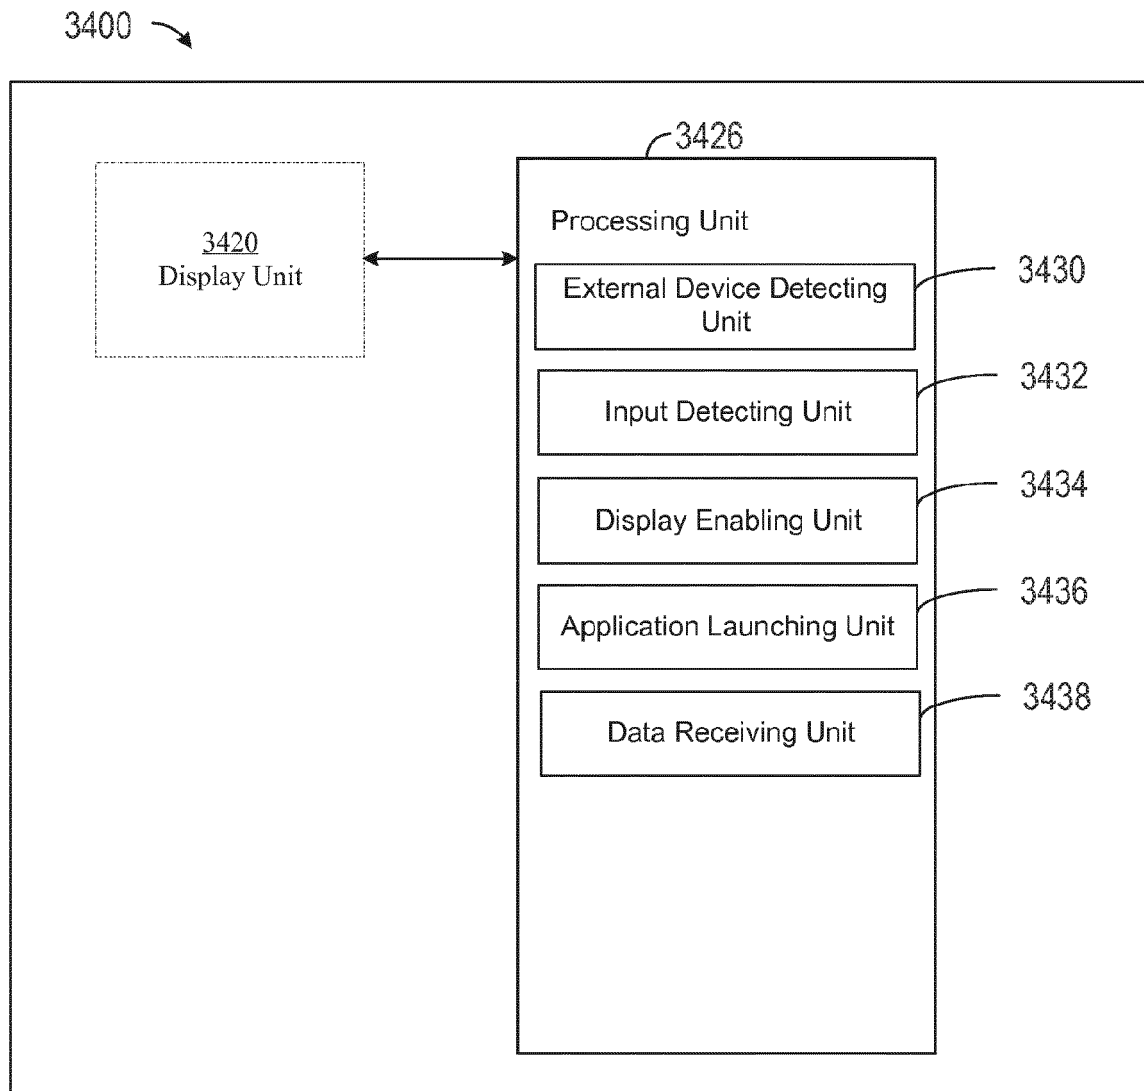 3400
3426
3420
Display Unit
Processing Unit
External Device Detecting
Unit
3430
Input Detecting Unit
3432
Display Enabling Unit
3434
Application Launching Unit
3436
Data Receiving Unit
3438